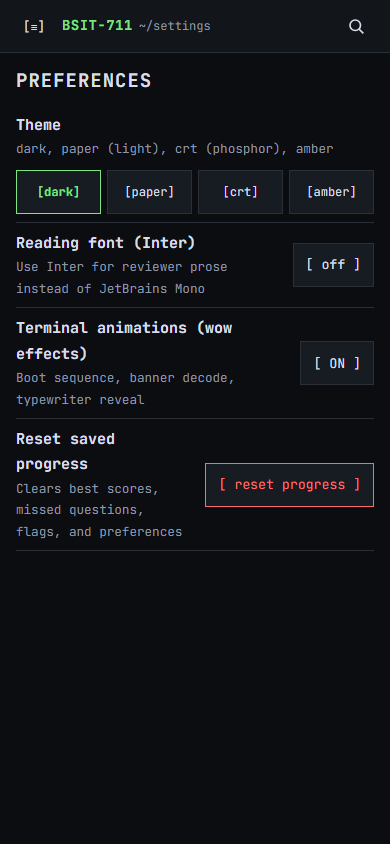 [≡] BSIT-711 ~/settings
PREFERENCES
Theme
dark, paper (light), crt (phosphor), amber
[dark] [paper] [crt] [amber]
Reading font (Inter)
Use Inter for reviewer prose
instead of JetBrains Mono
[ off ]
Terminal animations (wow
effects)
Boot sequence, banner decode,
typewriter reveal
[ ON ]
Reset saved
progress
Clears best scores,
missed questions,
flags, and preferences
[ reset progress ]